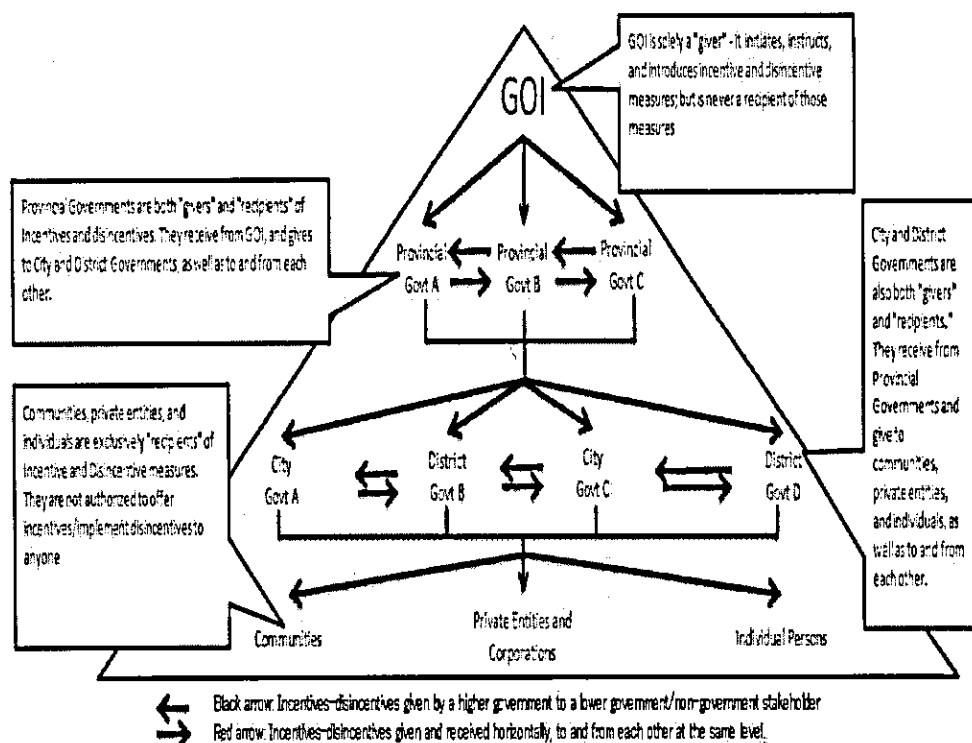 GOI is solely a "giver" - it initiates, instructs,
and introduces incentive and disincentive
measures; but is never a recipient of those
measures
GOI
Provincial Governments are both "givers" and "recipients" of
Incentives and disincentives. They receive from GOI, and gives
to City and District Governments, as well as to and from each
other.
Provincial
Govt A
Provincial
Govt B
Provincial
Govt C
City and District
Governments are
also both "givers"
and "recipients."
They receive from
Provincial
Governments and
give to
communities,
private entities,
and individuals, as
well as to and from
each other.
Communities, private entities, and
individuals are exclusively "recipients" of
Incentive and Disincentive measures.
They are not authorized to offer
incentives/implement disincentives to
anyone
City
Govt A
District
Govt B
City
Govt C
District
Govt D
Communities
Private Entities and
Corporations
Individual Persons
Black arrow: Incentives-disincentives given by a higher government to a lower government/non-government stakeholder
Red arrow: Incentives-disincentives given and received horizontally, to and from each other at the same level.